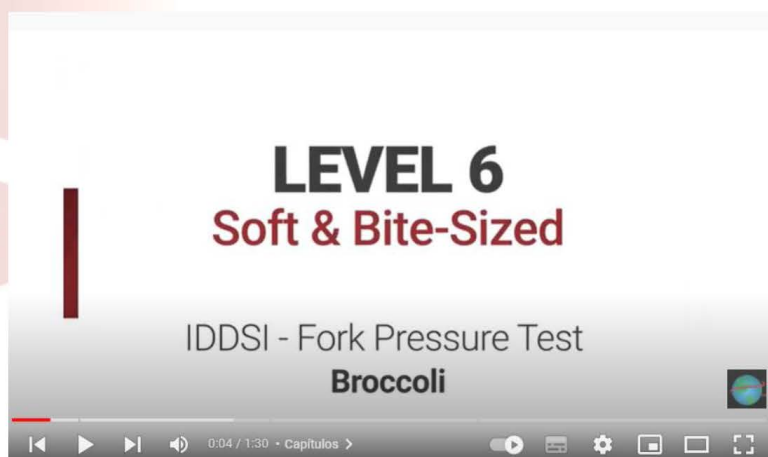 LEVEL 6
Soft & Bite-Sized
IDDSI - Fork Pressure Test
Broccoli
0:04 / 1:30 • Capítulos >